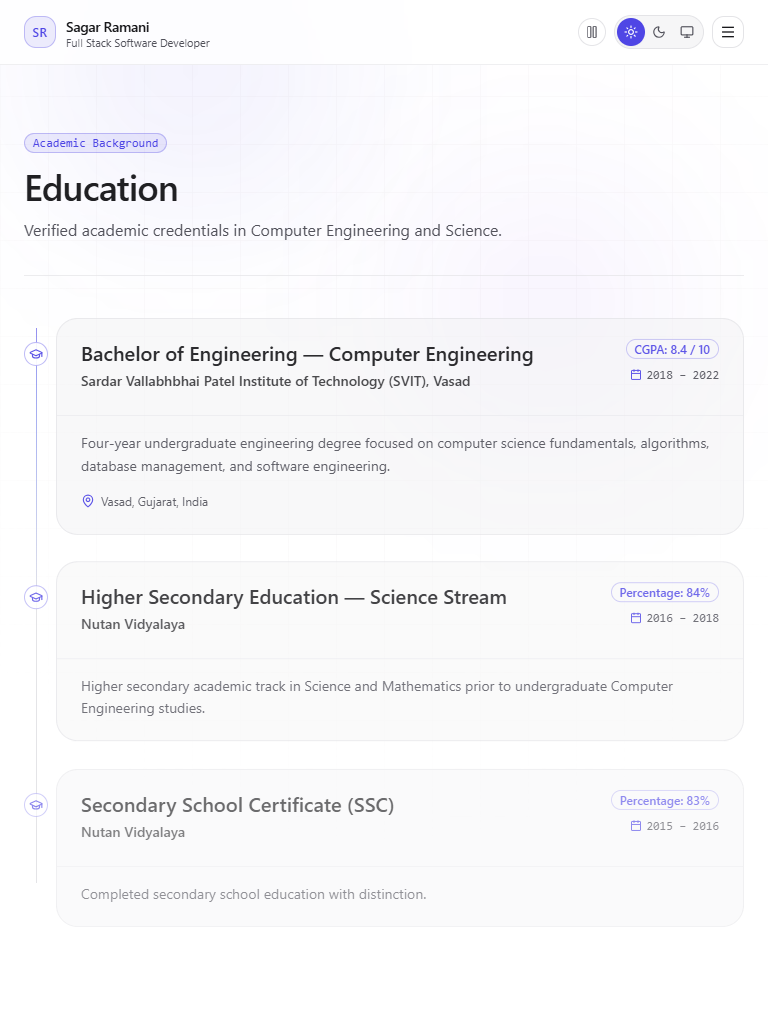 SR
Sagar Ramani
Full Stack Software Developer
Academic Background
Education
Verified academic credentials in Computer Engineering and Science.
Bachelor of Engineering — Computer Engineering
CGPA: 8.4 / 10
Sardar Vallabhbhai Patel Institute of Technology (SVIT), Vasad
2018 – 2022
Four-year undergraduate engineering degree focused on computer science fundamentals, algorithms,
database management, and software engineering.
Vasad, Gujarat, India
Higher Secondary Education — Science Stream
Percentage: 84%
Nutan Vidyalaya
2016 – 2018
Higher secondary academic track in Science and Mathematics prior to undergraduate Computer
Engineering studies.
Secondary School Certificate (SSC)
Percentage: 83%
Nutan Vidyalaya
2015 – 2016
Completed secondary school education with distinction.